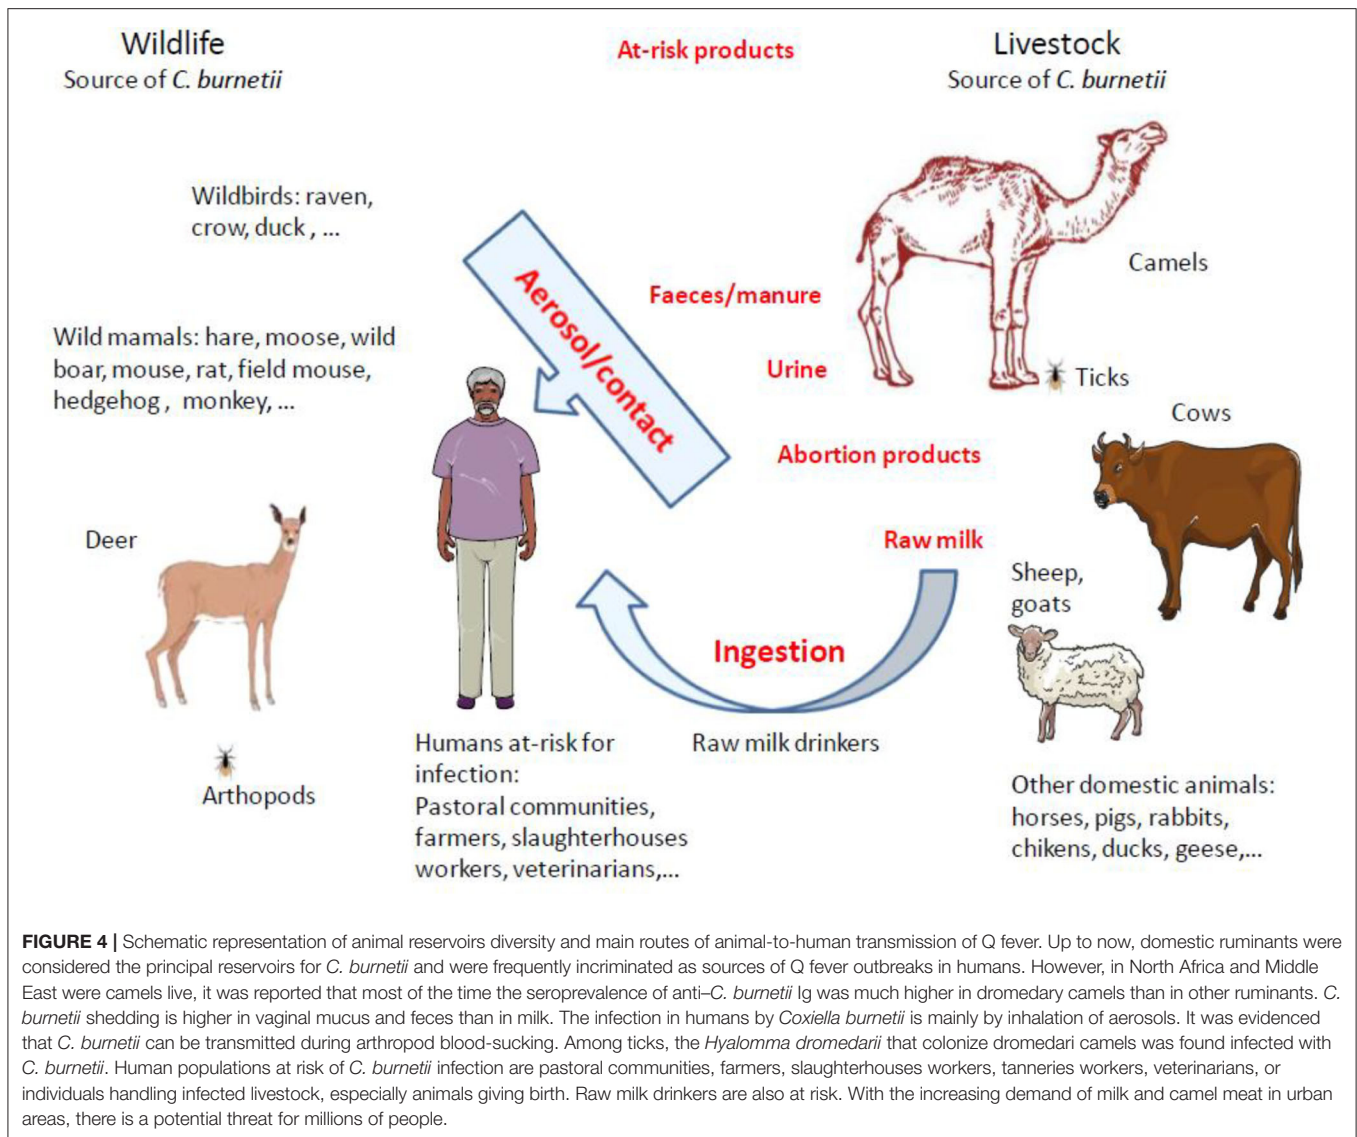 Wildlife
Source of C. burnetii
At-risk products
Livestock
Source of C. burnetii
Wildbirds: raven,
crow, duck , ...
Wild mamals: hare, moose, wild
boar, mouse, rat, field mouse,
hedgehog , monkey, ...
Deer
Arthopods
Aerosol/contact
Faeces/manure
Urine
Abortion products
Raw milk
Ingestion
Raw milk drinkers
Humans at-risk for
infection:
Pastoral communities,
farmers, slaughterhouses
workers, veterinarians,...
Camels
Ticks
Cows
Sheep,
goats
Other domestic animals:
horses, pigs, rabbits,
chikens, ducks, geese,...
FIGURE 4 | Schematic representation of animal reservoirs diversity and main routes of animal-to-human transmission of Q fever. Up to now, domestic ruminants were
considered the principal reservoirs for C. burnetii and were frequently incriminated as sources of Q fever outbreaks in humans. However, in North Africa and Middle
East were camels live, it was reported that most of the time the seroprevalence of anti–C. burnetii Ig was much higher in dromedary camels than in other ruminants. C.
burnetii shedding is higher in vaginal mucus and feces than in milk. The infection in humans by Coxiella burnetii is mainly by inhalation of aerosols. It was evidenced
that C. burnetii can be transmitted during arthropod blood-sucking. Among ticks, the Hyalomma dromedarii that colonize dromedari camels was found infected with
C. burnetii. Human populations at risk of C. burnetii infection are pastoral communities, farmers, slaughterhouses workers, tanneries workers, veterinarians, or
individuals handling infected livestock, especially animals giving birth. Raw milk drinkers are also at risk. With the increasing demand of milk and camel meat in urban
areas, there is a potential threat for millions of people.